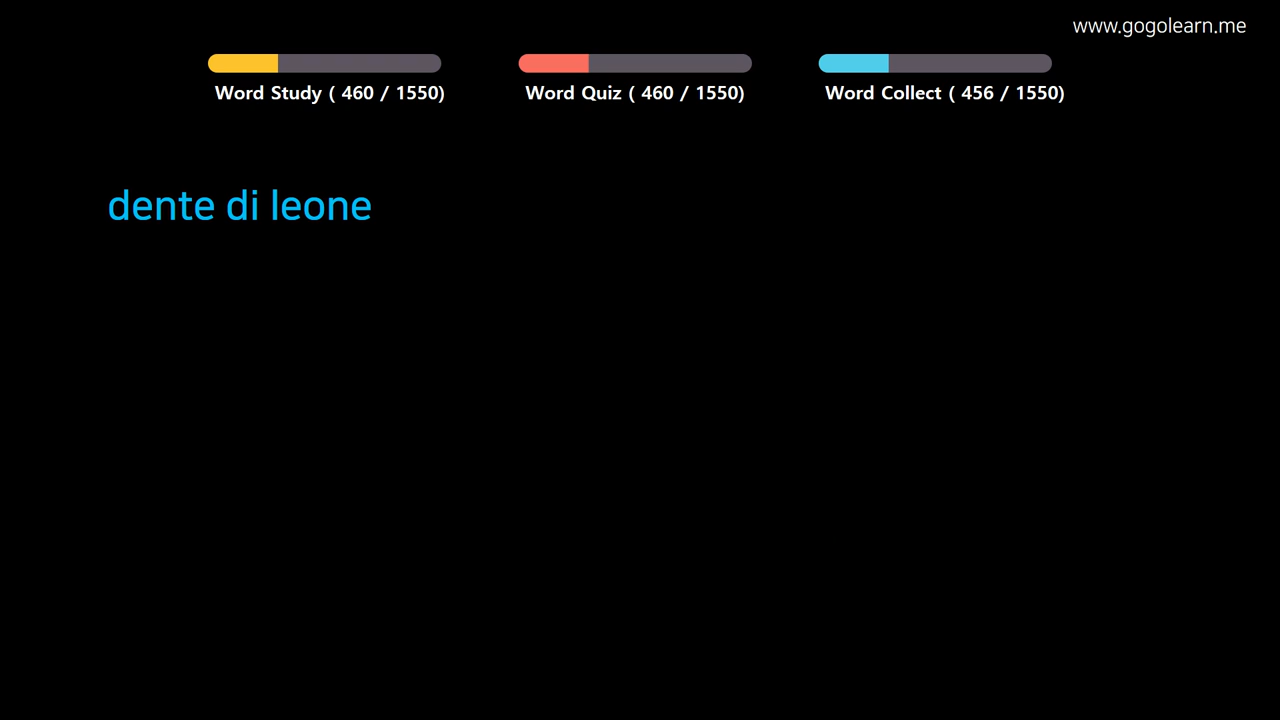 www.gogolearn.me
Word Study ( 460 / 1550)
Word Quiz ( 460 / 1550)
Word Collect ( 456 / 1550)
dente di leone